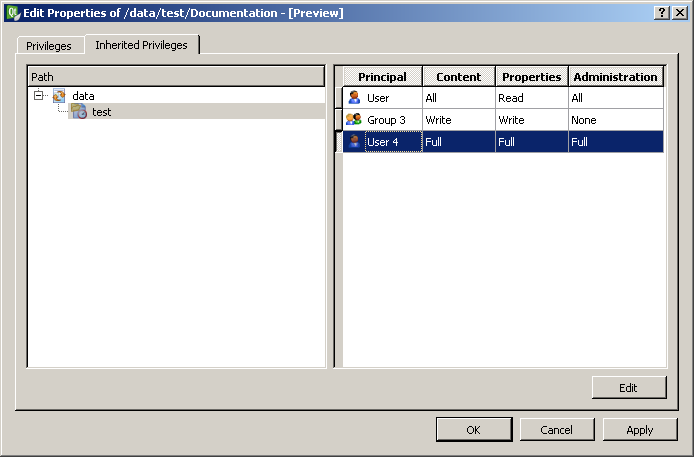 Edit Properties of /data/test/Documentation - [Preview]
Privileges Inherited Privileges
Path
data
test
Principal Content Properties Administration
User All Read All
Group 3 Write Write None
User 4 Full Full Full
Edit
OK Cancel Apply